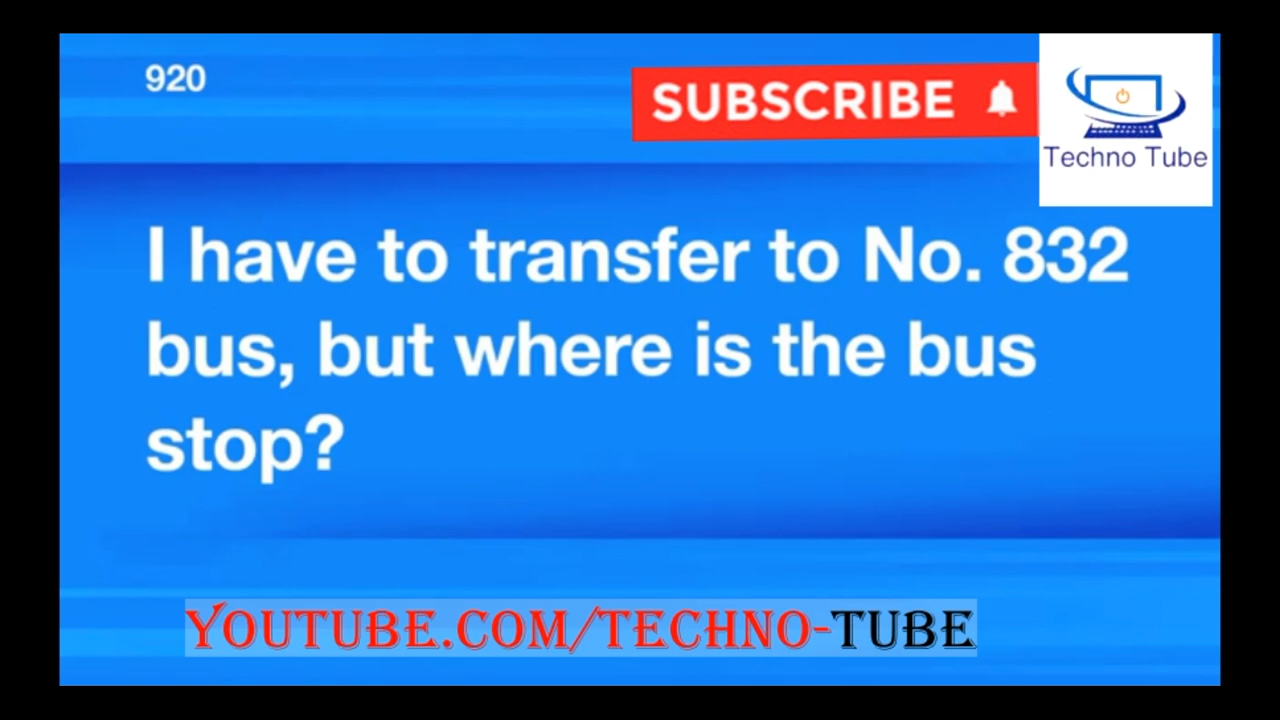 920
SUBSCRIBE
Techno Tube
I have to transfer to No. 832
bus, but where is the bus
stop?
YOUTUBE.COM/TECHNO-TUBE